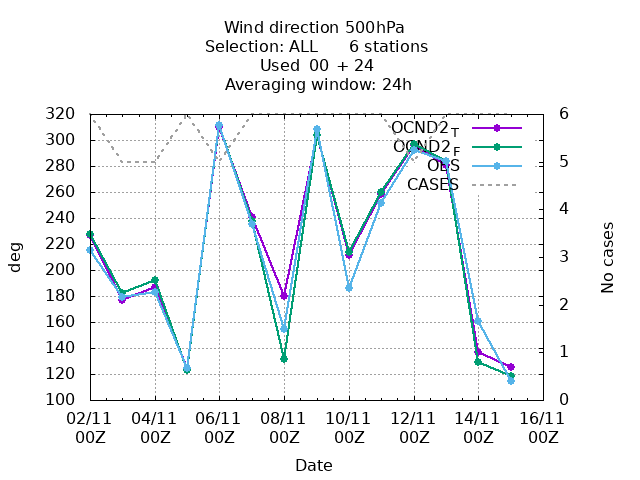 Wind direction 500hPa
Selection: ALL 6 stations
Used 00 + 24
Averaging window: 24h
OCND2T
OCND2F
OBS
CASES
320
300
280
260
240
220
200
180
160
140
120
100
deg
6
5
4
3
2
1
0
No cases
02/11 04/11 06/11 08/11 10/11 12/11 14/11 16/11
00Z 00Z 00Z 00Z 00Z 00Z 00Z 00Z
Date